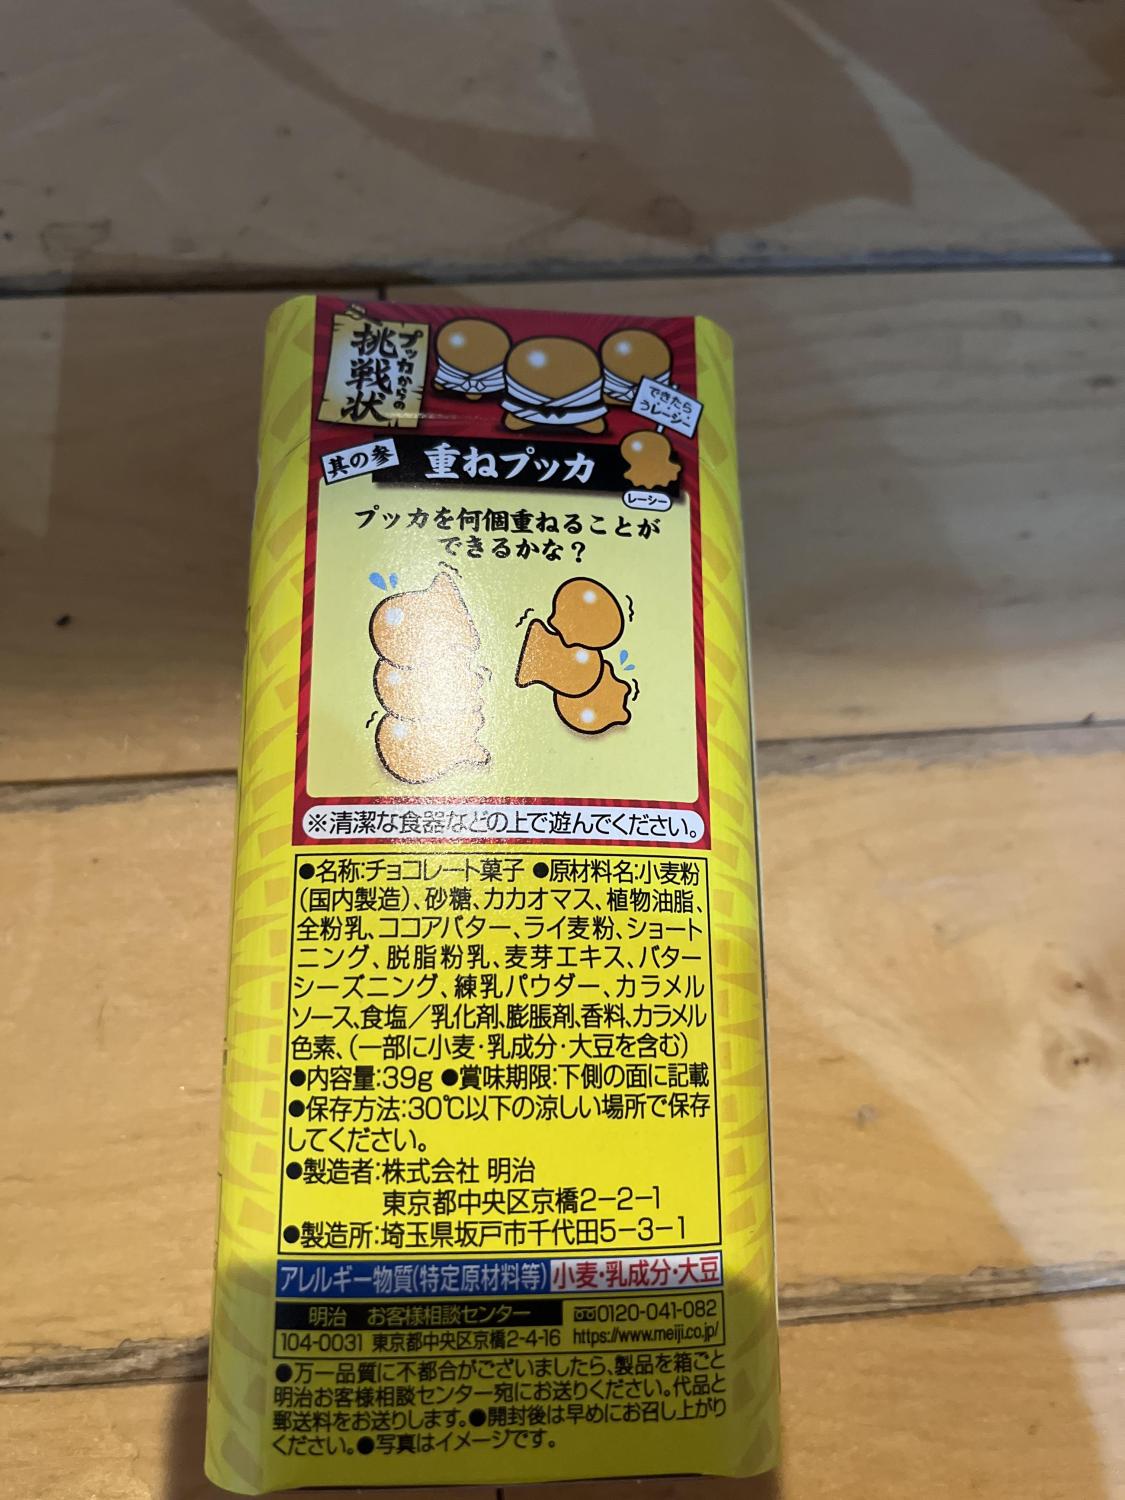 プッカからの
挑戦状
できたら
うレーシー
其の参
重ねプッカ
レーシー
プッカを何個重ねることが
できるかな？
※清潔な食器などの上で遊んでください。
●名称:チョコレート菓子 ●原材料名:小麦粉
(国内製造)、砂糖、カカオマス、植物油脂、
全粉乳、ココアバター、ライ麦粉、ショート
ニング、脱脂粉乳、麦芽エキス、バター
シーズニング、練乳パウダー、カラメル
ソース、食塩／乳化剤、膨脹剤、香料、カラメル
色素、(一部に小麦・乳成分・大豆を含む)
●内容量:39g ●賞味期限:下側の面に記載
●保存方法:30℃以下の涼しい場所で保存
してください。
●製造者:株式会社 明治
東京都中央区京橋2−2−1
●製造所:埼玉県坂戸市千代田5−3−1
アレルギー物質(特定原材料等) 小麦・乳成分・大豆
明治 お客様相談センター 0120-041-082
104-0031 東京都中央区京橋2-4-16 https://www.meiji.co.jp/
●万一品質に不都合がございましたら、製品を箱ごと
明治お客様相談センター宛にお送りください。代品と
郵送料をお送りします。●開封後は早めにお召し上がり
ください。●写真はイメージです。